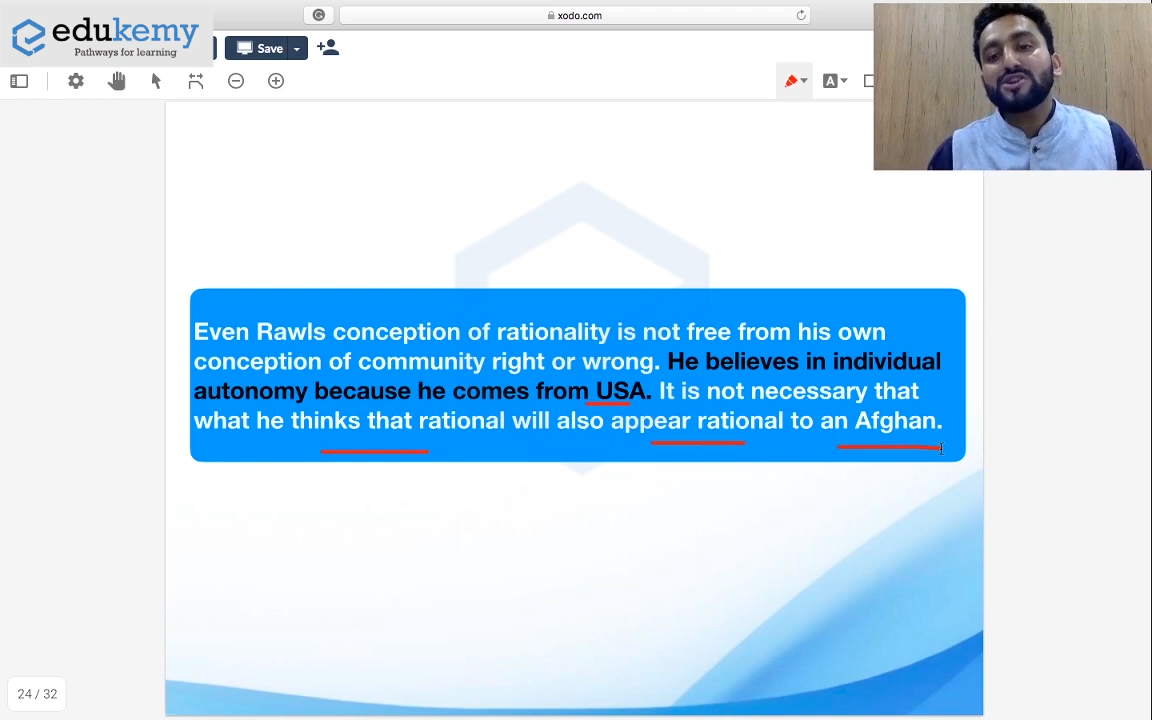 edukemy
Pathways for learning
Save
xodo.com
A
Even Rawls conception of rationality is not free from his own
conception of community right or wrong. He believes in individual
autonomy because he comes from USA. It is not necessary that
what he thinks that rational will also appear rational to an Afghan.
24 / 32